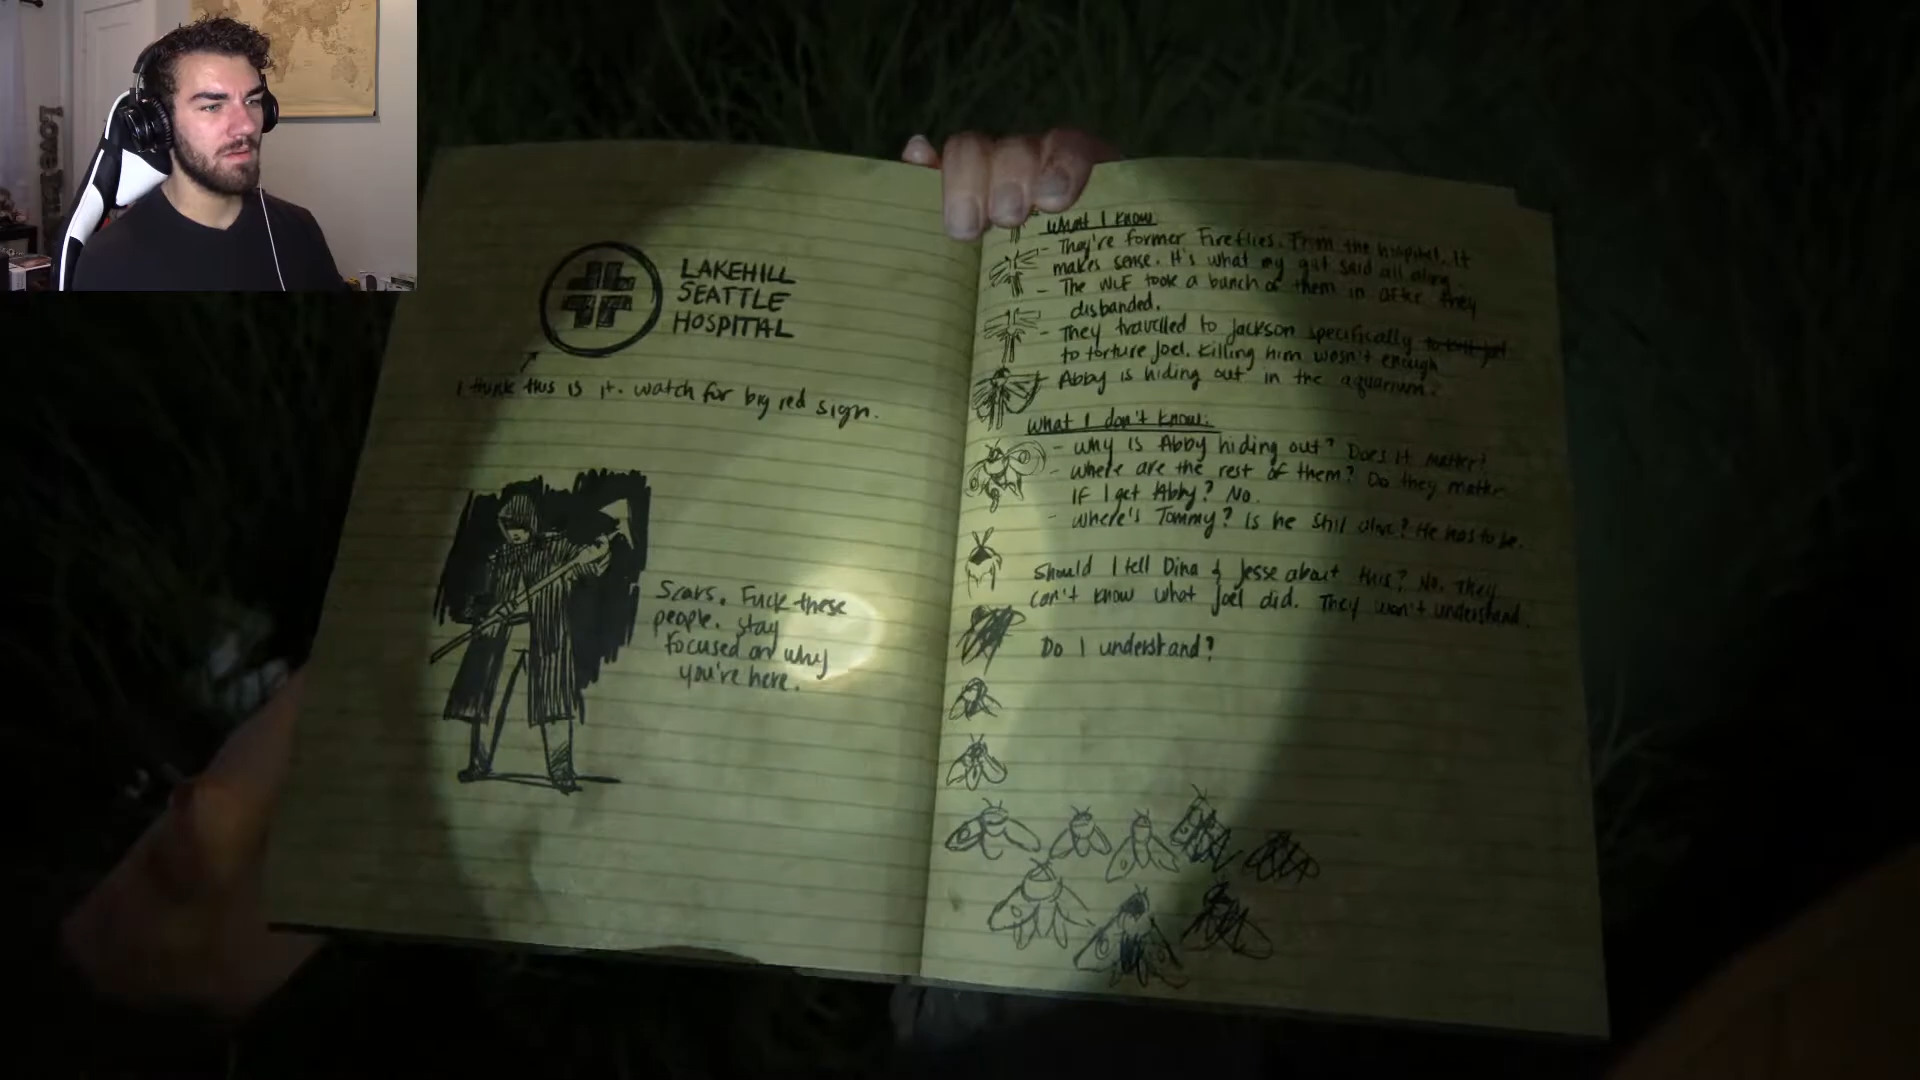 LAKEHILL
SEATTLE
HOSPITAL
I think this is it. watch for big red sign.
Scars. Fuck these
people. Stay
focused on why
you're here.
What I know
- They're former Fireflies. From the hospital. It
makes sense. It's what my gut said all along
- The WLF took a bunch of them in after they
disbanded.
- They travelled to Jackson specifically
to torture Joel. Killing him wasn't enough
- Abby is hiding out in the aquarium.
What I don't know:
- Why is Abby hiding out? Does it matter?
- Where are the rest of them? Do they matter
IF I get Abby? No.
- Where's Tommy? Is he still alive? He has to be.
Should I tell Dina & Jesse about this? No. They
can't know what Joel did. They won't understand.
Do I understand?